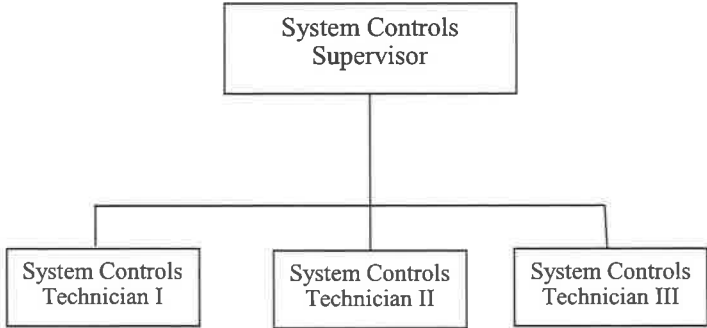 System Controls
Supervisor
System Controls
Technician I
System Controls
Technician II
System Controls
Technician III